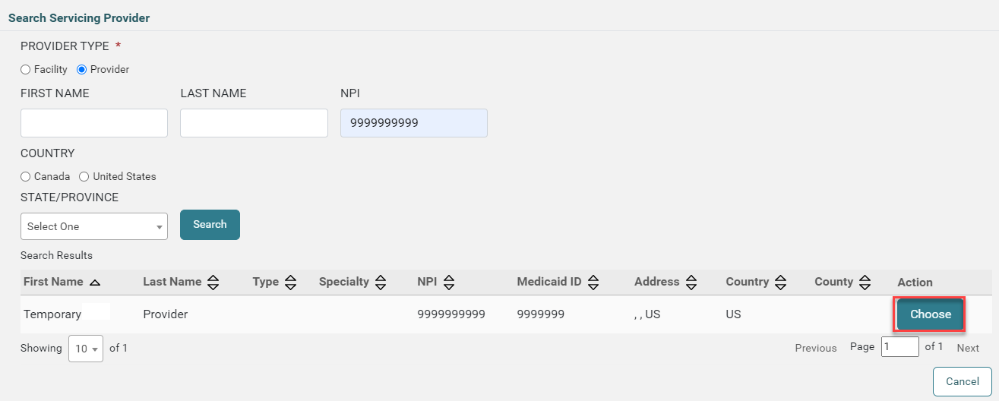 Search Servicing Provider
PROVIDER TYPE *
Facility Provider
FIRST NAME LAST NAME NPI
9999999999
COUNTRY
Canada United States
STATE/PROVINCE
Select One Search
Search Results
First Name Last Name Type Specialty NPI Medicaid ID Address Country County Action
Temporary Provider 9999999999 9999999 , , US US Choose
Showing 10 of 1 Previous Page 1 of 1 Next
Cancel